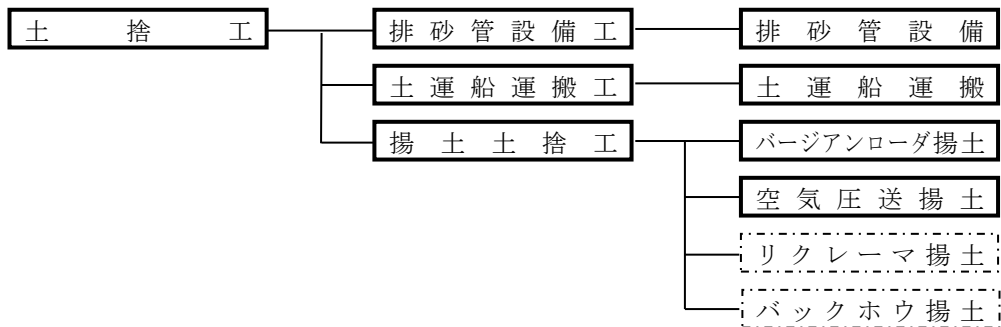 土捨工 排砂管設備工 排砂管設備
土運船運搬工 土運船運搬
揚土土捨工 バージアンローダ揚土
空気圧送揚土
リクレーマ揚土
バックホウ揚土